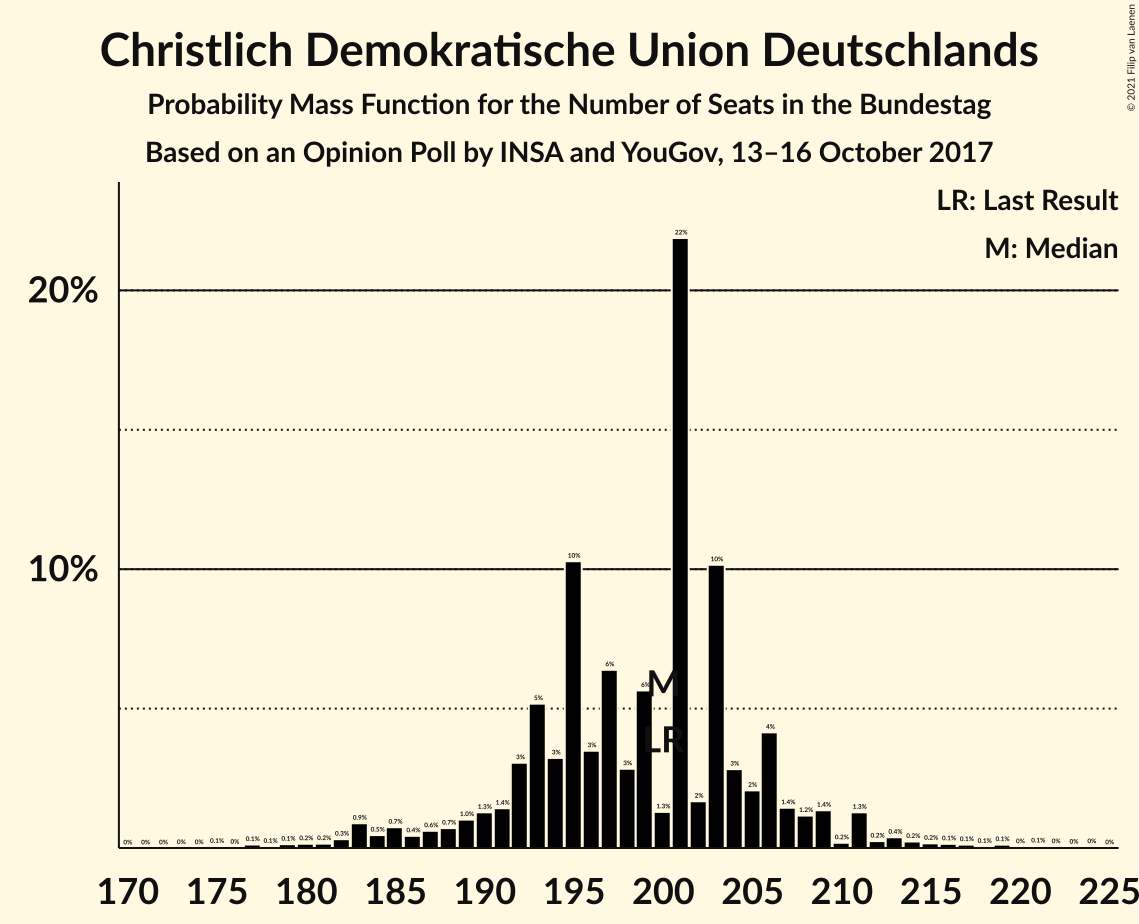 Christlich Demokratische Union Deutschlands
Probability Mass Function for the Number of Seats in the Bundestag
Based on an Opinion Poll by INSA and YouGov, 13–16 October 2017
© 2021 Filip van Laenen
LR: Last Result
M: Median
20%
10%
0% 0% 0% 0% 0% 0.1% 0% 0.1% 0.1% 0.1% 0.2% 0.2% 0.3% 0.9% 0.5% 0.7% 0.4% 0.6% 0.7% 1.0% 1.3% 1.4% 3% 5% 3% 10% 3% 6% 3% 6% 1.3% 22% 2% 10% 3% 2% 4% 1.4% 1.2% 1.4% 0.2% 1.3% 0.2% 0.4% 0.2% 0.2% 0.1% 0.1% 0.1% 0.1% 0% 0.1% 0% 0% 0% 0%
M
LR
170 175 180 185 190 195 200 205 210 215 220 225